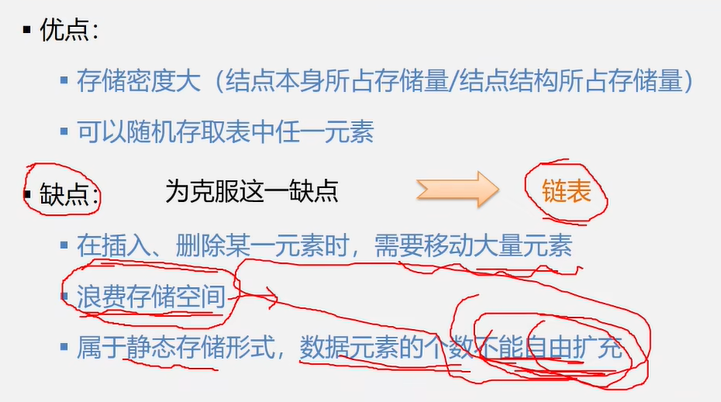 ▪ 优点：
▪ 存储密度大（结点本身所占存储量/结点结构所占存储量）
▪ 可以随机存取表中任一元素
▪ 缺点： 为克服这一缺点 链表
▪ 在插入、删除某一元素时，需要移动大量元素
▪ 浪费存储空间
▪ 属于静态存储形式，数据元素的个数不能自由扩充